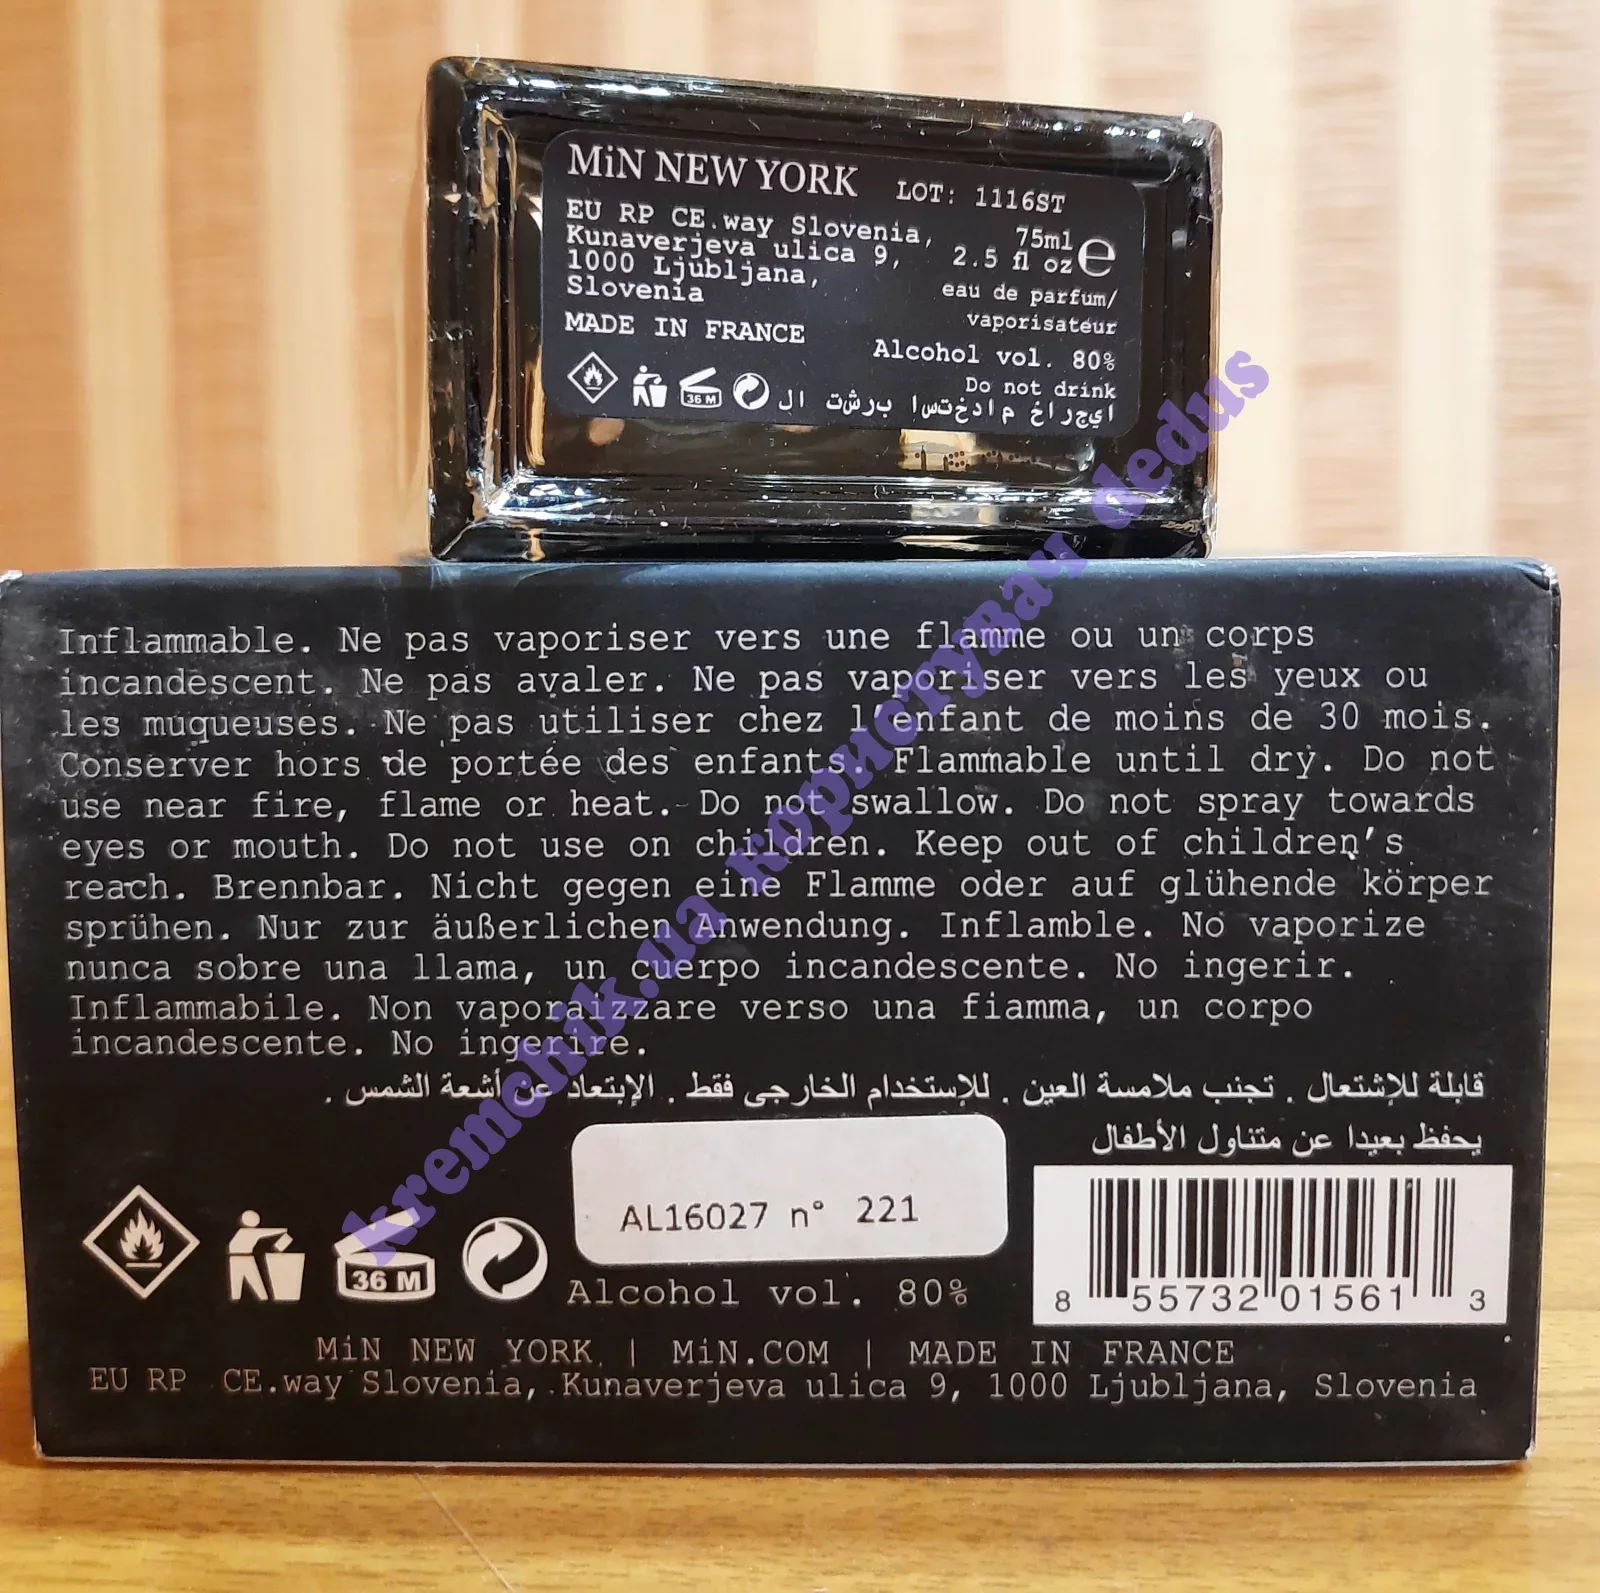 MiN NEW YORK LOT: 1116ST
EU RP CE.way Slovenia,
Kunaverjeva ulica 9,
1000 Ljubljana,
Slovenia
75ml
2.5 fl oz e
eau de parfum/
vaporisateur
MADE IN FRANCE
Alcohol vol. 80%
Do not drink
36 M
ال تشرب استخدام خارجيا
Inflammable. Ne pas vaporiser vers une flamme ou un corps
incandescent. Ne pas avaler. Ne pas vaporiser vers les yeux ou
les muqueuses. Ne pas utiliser chez l'enfant de moins de 30 mois.
Conserver hors de portée des enfants. Flammable until dry. Do not
use near fire, flame or heat. Do not swallow. Do not spray towards
eyes or mouth. Do not use on children. Keep out of children's
reach. Brennbar. Nicht gegen eine Flamme oder auf glühende körper
sprühen. Nur zur äußerlichen Anwendung. Inflamble. No vaporize
nunca sobre una llama, un cuerpo incandescente. No ingerir.
Inflammabile. Non vaporaizzare verso una fiamma, un corpo
incandescente. No ingerire.
قابلة للإشتعال . تجنب ملامسة العين . للإستخدام الخارجى فقط . الإبتعاد عن أشعة الشمس .
يحفظ بعيدا عن متناول الأطفال
AL16027 n° 221
36 M
Alcohol vol. 80%
8 55732 01561 3
MiN NEW YORK | MiN.COM | MADE IN FRANCE
EU RP CE.way Slovenia, Kunaverjeva ulica 9, 1000 Ljubljana, Slovenia
kremchik.ua користувач dedus